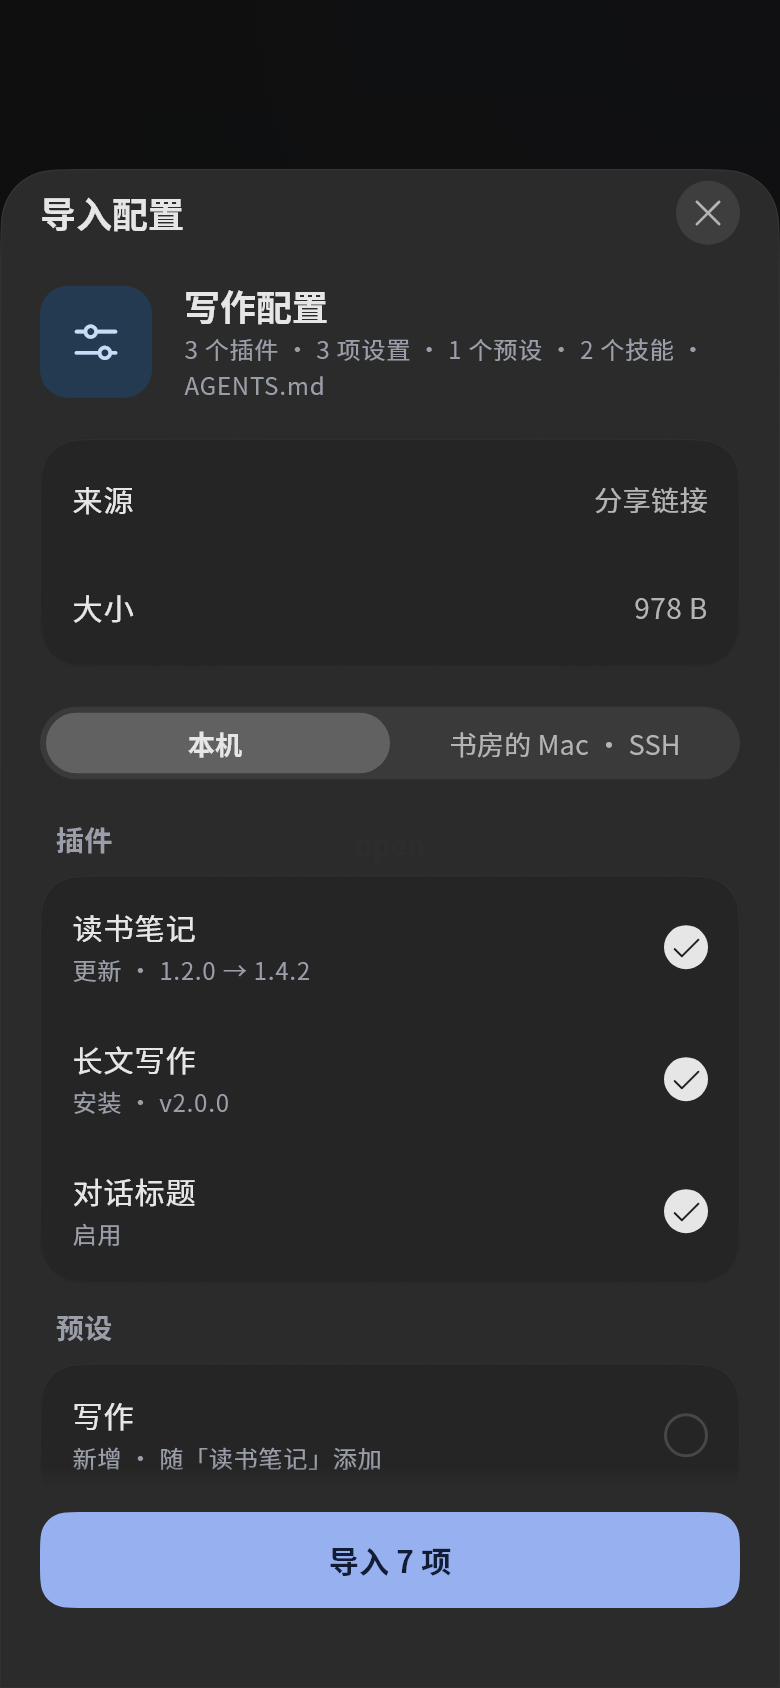 导入配置
写作配置
3 个插件 · 3 项设置 · 1 个预设 · 2 个技能 ·
AGENTS.md
来源
分享链接
大小
978 B
本机
书房的 Mac · SSH
插件
读书笔记
更新 · 1.2.0 → 1.4.2
长文写作
安装 · v2.0.0
对话标题
启用
预设
写作
新增 · 随「读书笔记」添加
导入 7 项